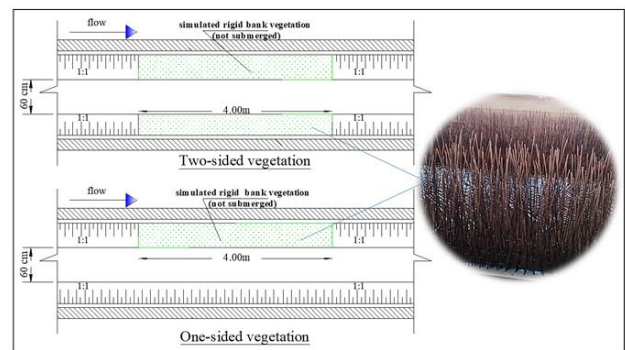 flow
simulated rigid bank vegetation
(not submerged)
1:1
1:1
60 cm
4.00m
1:1
1:1
Two-sided vegetation
flow
simulated rigid bank vegetation
(not submerged)
1:1
1:1
60 cm
4.00m
1:1
1:1
One-sided vegetation